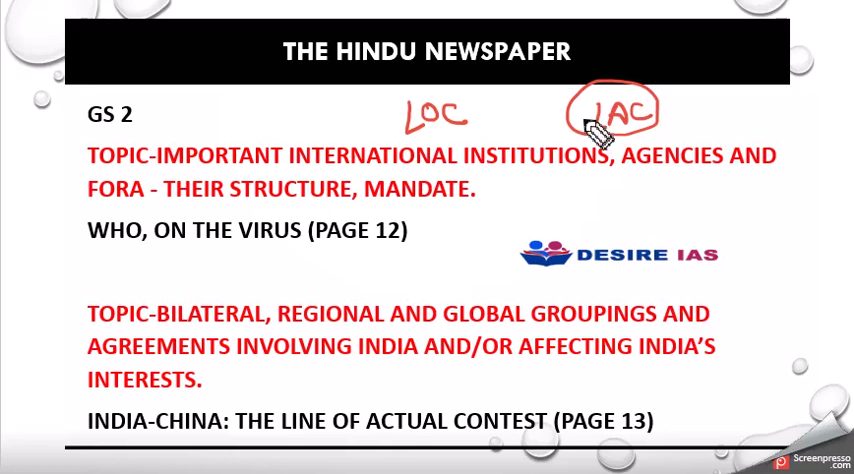 THE HINDU NEWSPAPER
GS 2
LOC
LAC
TOPIC-IMPORTANT INTERNATIONAL INSTITUTIONS, AGENCIES AND
FORA - THEIR STRUCTURE, MANDATE.
WHO, ON THE VIRUS (PAGE 12)
DESIRE IAS
TOPIC-BILATERAL, REGIONAL AND GLOBAL GROUPINGS AND
AGREEMENTS INVOLVING INDIA AND/OR AFFECTING INDIA'S
INTERESTS.
INDIA-CHINA: THE LINE OF ACTUAL CONTEST (PAGE 13)
Screenpresso
.com